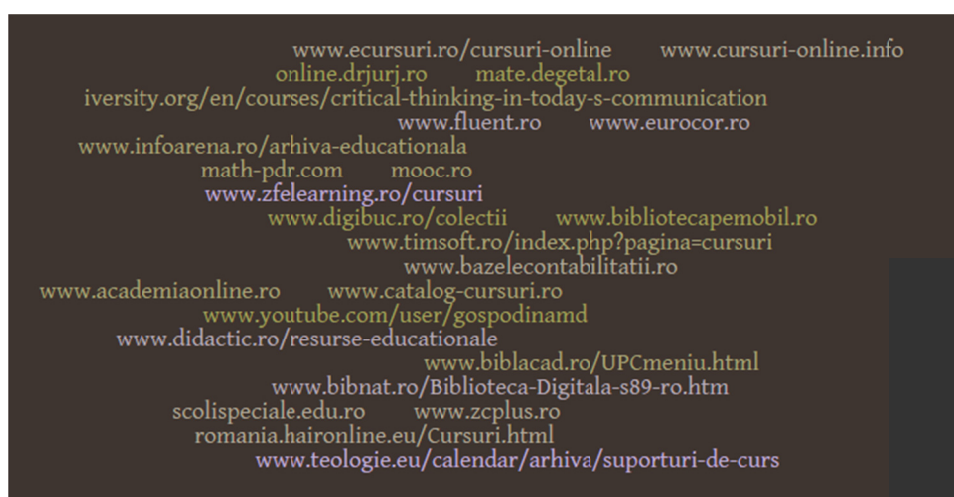 www.ecursuri.ro/cursuri-online www.cursuri-online.info
online.drjurj.ro mate.degetal.ro
iversity.org/en/courses/critical-thinking-in-today-s-communication
www.fluent.ro www.eurocor.ro
www.infoarena.ro/arhiva-educationala
math-pdr.com mooc.ro
www.zfelearning.ro/cursuri
www.digibuc.ro/colectii www.bibliotecapemobil.ro
www.timsoft.ro/index.php?pagina=cursuri
www.bazelecontabilitatii.ro
www.academiaonline.ro www.catalog-cursuri.ro
www.youtube.com/user/gospodinamd
www.didactic.ro/resurse-educationale
www.biblacad.ro/UPCmeniu.html
www.bibnat.ro/Biblioteca-Digitala-s89-ro.htm
scolispeciale.edu.ro www.zcplus.ro
romania.haironline.eu/Cursuri.html
www.teologie.eu/calendar/arhiva/suporturi-de-curs